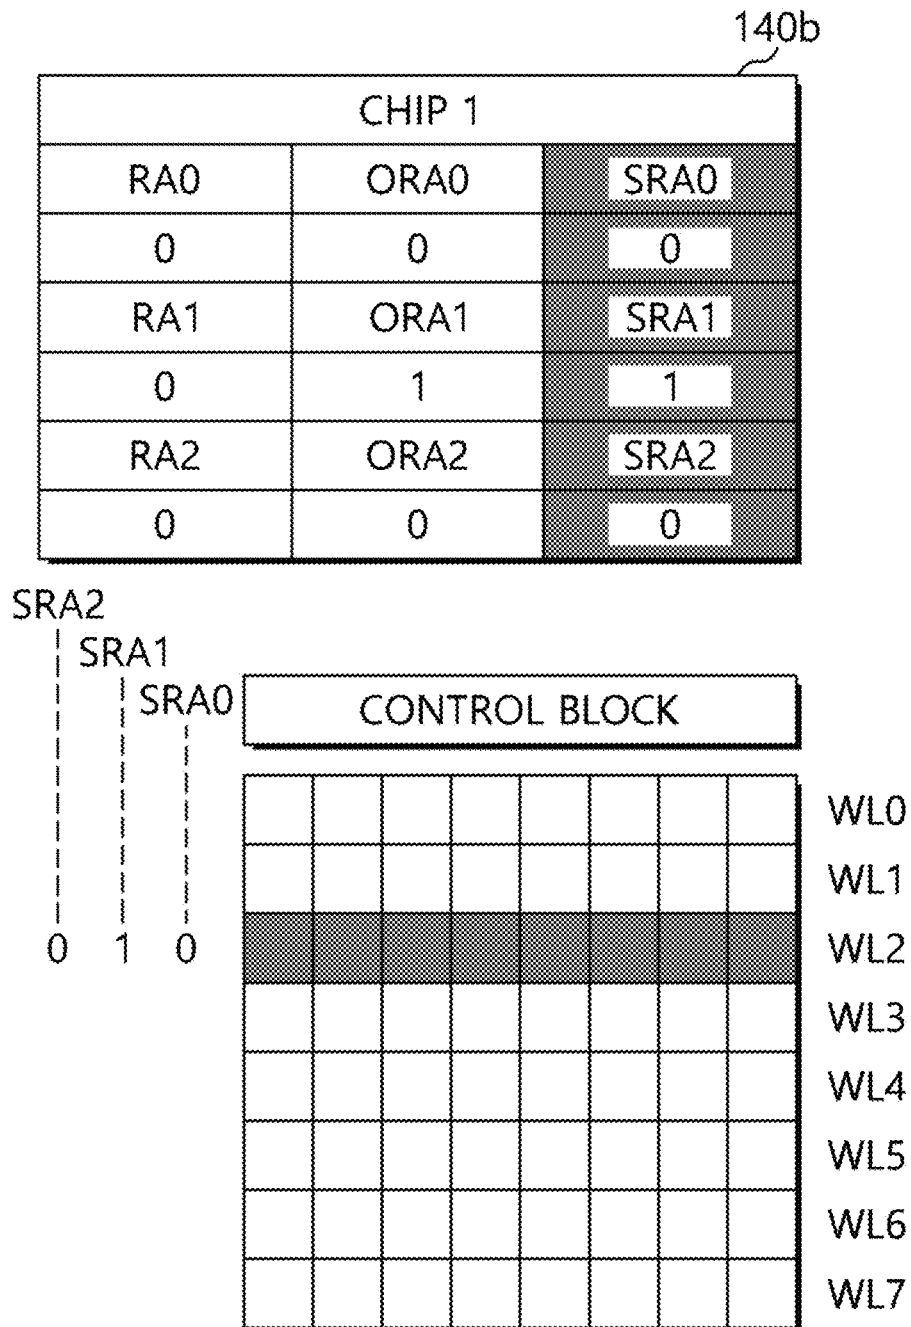 140b
CHIP 1
RA0 ORA0 SRA0
0 0 0
RA1 ORA1 SRA1
0 1 1
RA2 ORA2 SRA2
0 0 0
SRA2
SRA1
SRA0
CONTROL BLOCK
WL0
WL1
0 1 0 WL2
WL3
WL4
WL5
WL6
WL7